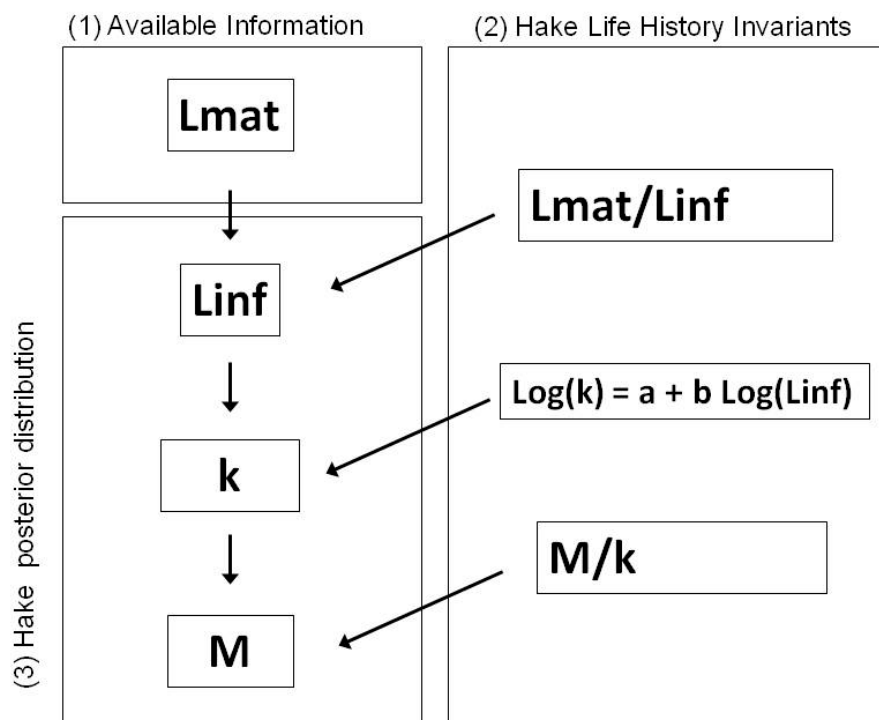 (1) Available Information
(2) Hake Life History Invariants
Lmat
Lmat/Linf
Linf
Log(k) = a + b Log(Linf)
k
M/k
M
(3) Hake posterior distribution